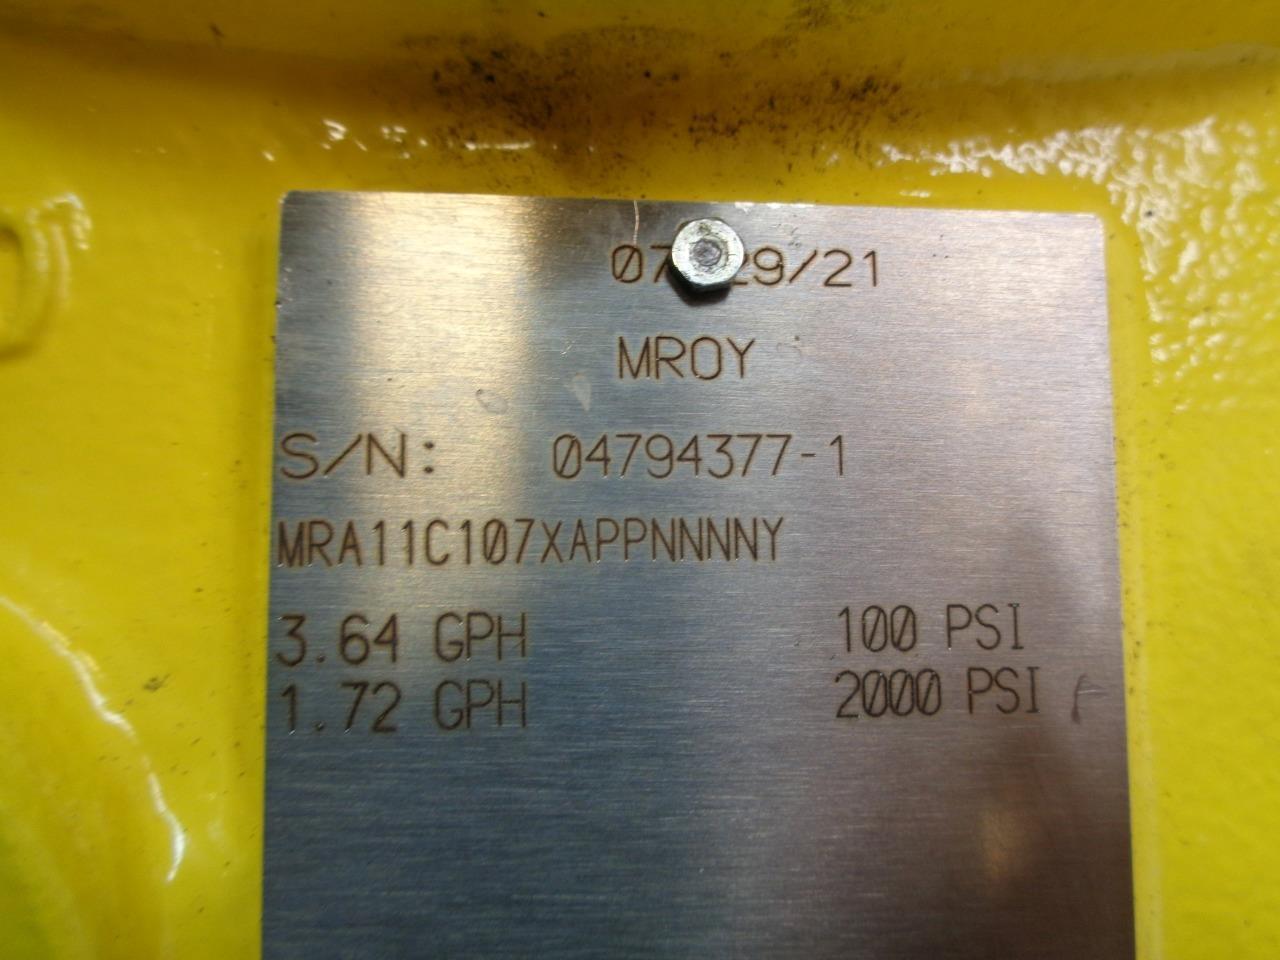 07/29/21
MROY
S/N: 04794377-1
MRA11C107XAPPNNNNY
3.64 GPH 100 PSI
1.72 GPH 2000 PSI